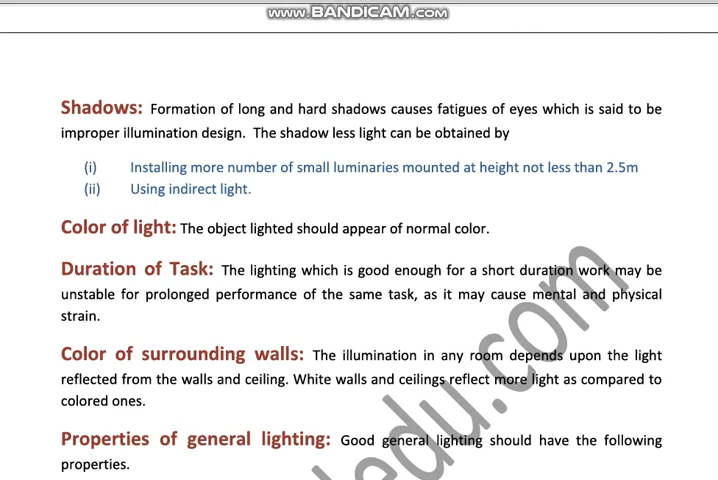 www.BANDICAM.com
Shadows: Formation of long and hard shadows causes fatigues of eyes which is said to be
improper illumination design. The shadow less light can be obtained by
(i) Installing more number of small luminaries mounted at height not less than 2.5m
(ii) Using indirect light.
Color of light: The object lighted should appear of normal color.
Duration of Task: The lighting which is good enough for a short duration work may be
unstable for prolonged performance of the same task, as it may cause mental and physical
strain.
Color of surrounding walls: The illumination in any room depends upon the light
reflected from the walls and ceiling. White walls and ceilings reflect more light as compared to
colored ones.
Properties of general lighting: Good general lighting should have the following
properties.
edu.com